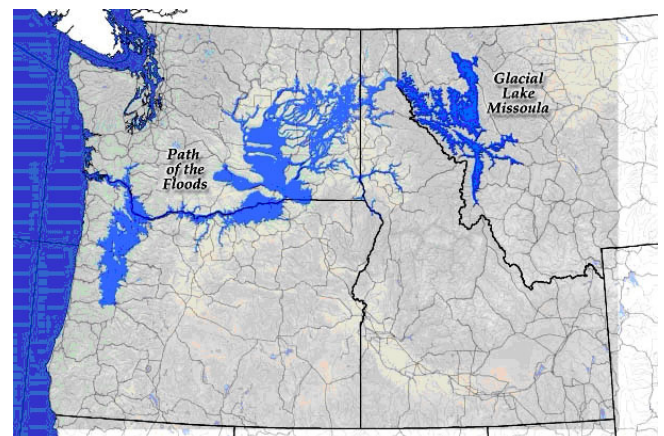 Glacial
Lake
Missoula
Path
of the
Floods